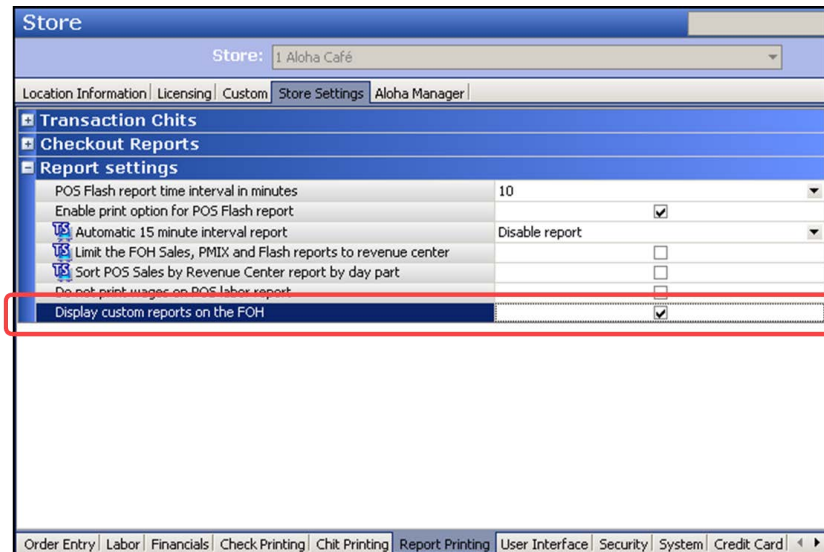 Store
Store: 1 Aloha Café
Location Information Licensing Custom Store Settings Aloha Manager
Transaction Chits
Checkout Reports
Report settings
POS Flash report time interval in minutes 10
Enable print option for POS Flash report
TS Automatic 15 minute interval report Disable report
TS Limit the FOH Sales, PMIX and Flash reports to revenue center
TS Sort POS Sales by Revenue Center report by day part
Do not print wages on POS labor report
Display custom reports on the FOH
Order Entry Labor Financials Check Printing Chit Printing Report Printing User Interface Security System Credit Card